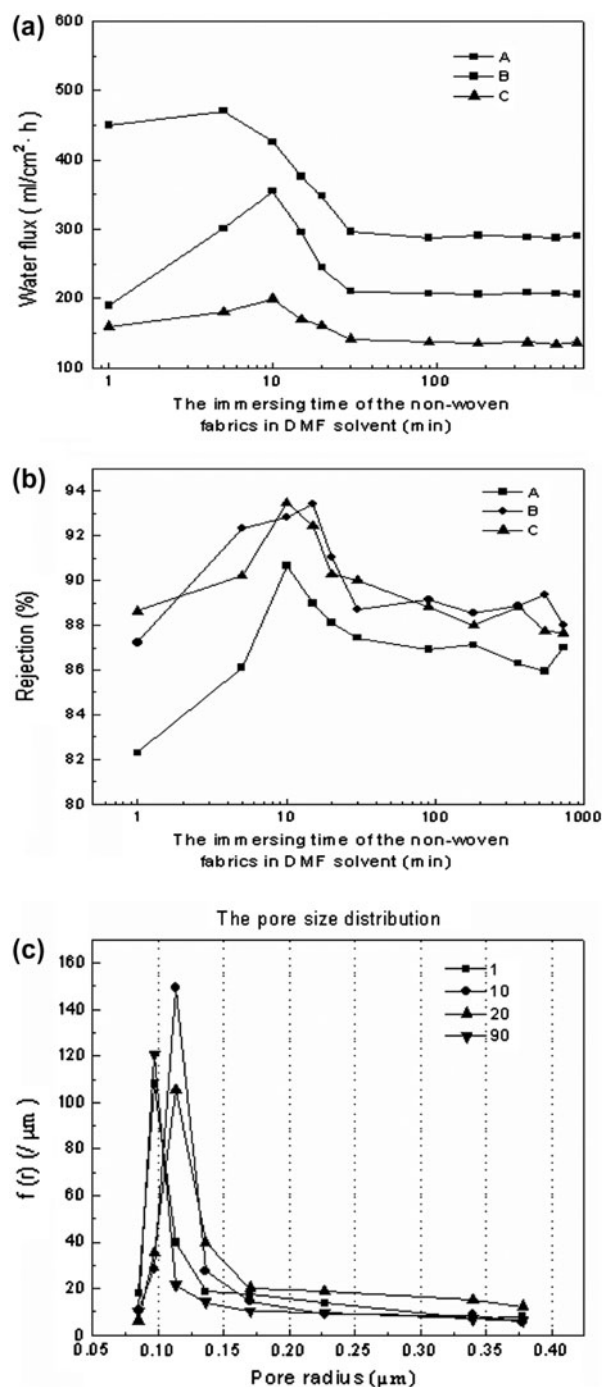 (a)
600
500
400
300
200
100
Water flux ( ml/cm²· h )
A
B
C
1 10 100
The immersing time of the non-woven
fabrics in DMF solvent (min)
(b)
94
92
90
88
86
84
82
80
Rejection (%)
A
B
C
1 10 100 1000
The immersing time of the non-woven
fabrics in DMF solvent (min)
The pore size distribution
(c)
160
140
120
100
80
60
40
20
0
f (r) (/ μm)
1
10
20
90
0.05 0.10 0.15 0.20 0.25 0.30 0.35 0.40
Pore radius (μm)